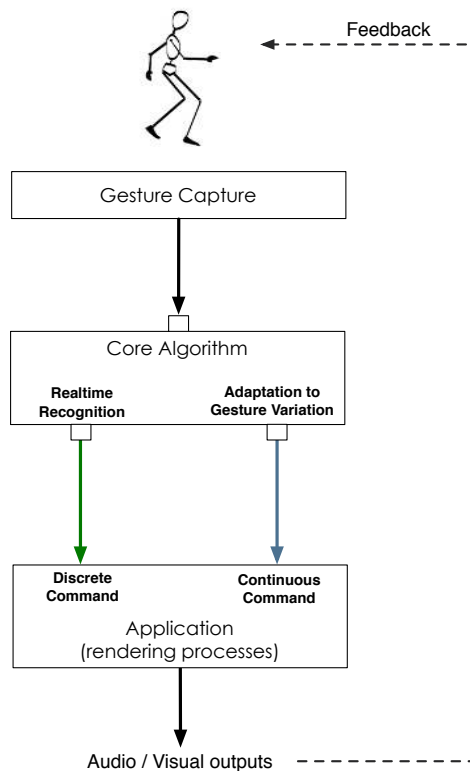 Feedback
Gesture Capture
Core Algorithm
Realtime
Recognition
Adaptation to
Gesture Variation
Discrete
Command
Continuous
Command
Application
(rendering processes)
Audio / Visual outputs